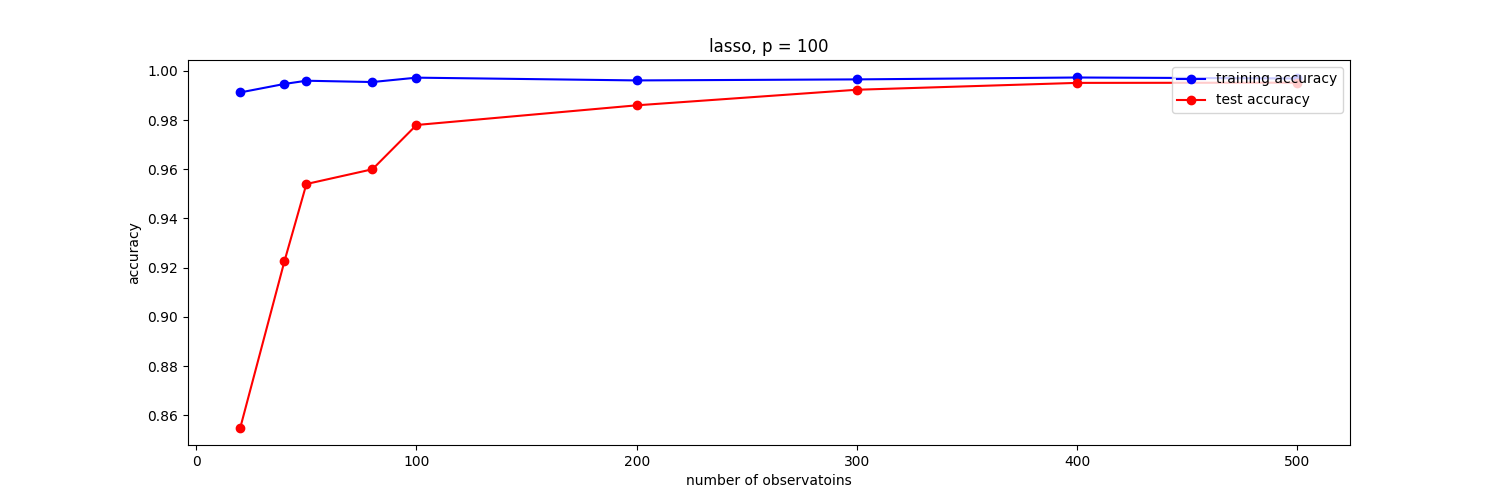 lasso, p = 100
1.00
0.98
0.96
0.94
0.92
0.90
0.88
0.86
accuracy
training accuracy
test accuracy
0 100 200 300 400 500
number of observatoins